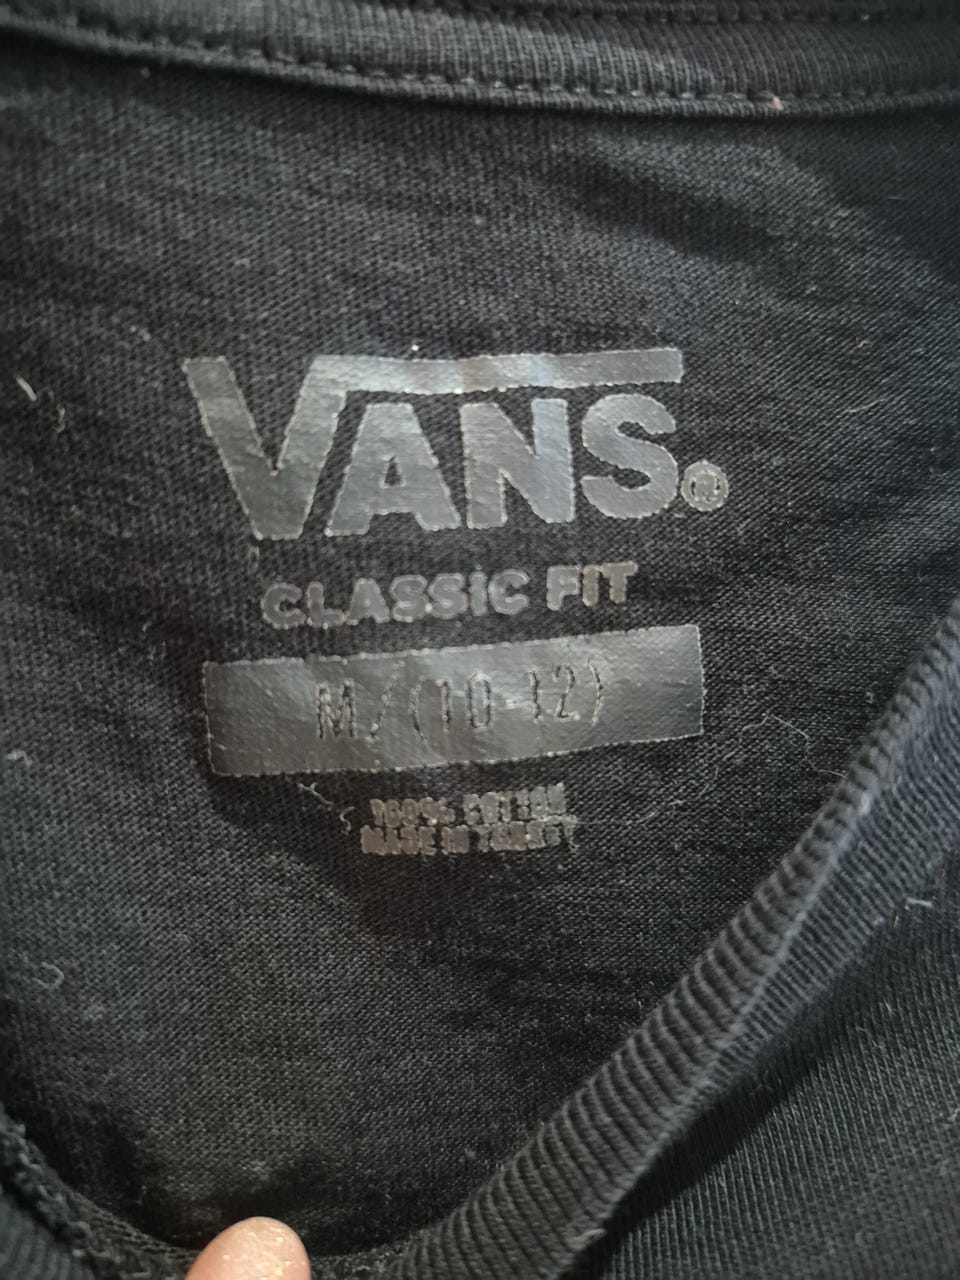 VANS®
CLASSIC FIT
M/(10-12)
100% COTTON
MADE IN TURKEY